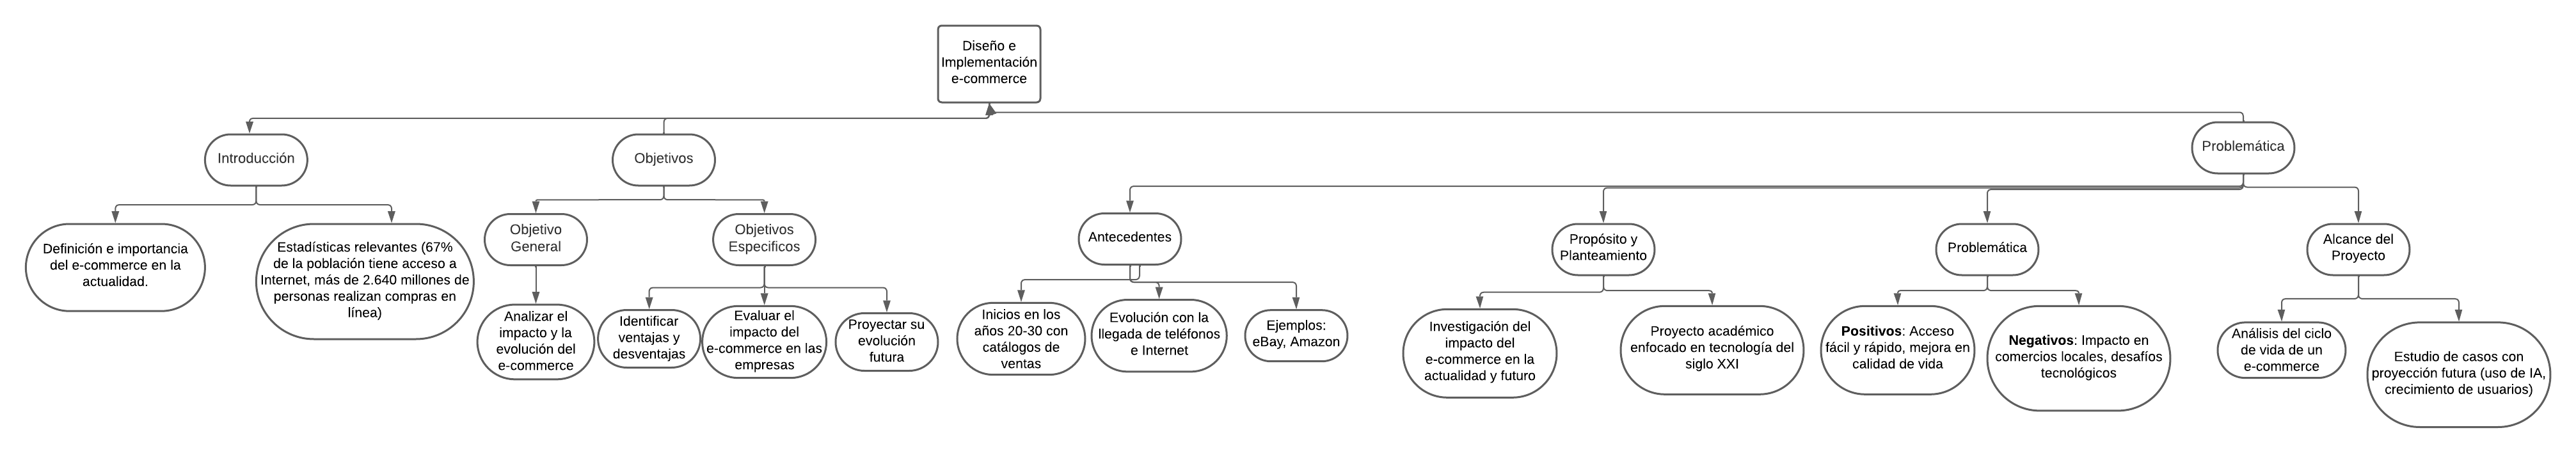 Diseño e
Implementación
e-commerce
Introducción
Objetivos
Problemática
Definición e importancia
del e-commerce en la
actualidad.
Estadísticas relevantes (67%
de la población tiene acceso a
Internet, más de 2.640 millones de
personas realizan compras en
línea)
Objetivo
General
Objetivos
Especificos
Antecedentes
Propósito y
Planteamiento
Problemática
Alcance del
Proyecto
Analizar el
impacto y la
evolución del
e-commerce
Identificar
ventajas y
desventajas
Evaluar el
impacto del
e-commerce en las
empresas
Proyectar su
evolución
futura
Inicios en los
años 20-30 con
catálogos de
ventas
Evolución con la
llegada de teléfonos
e Internet
Ejemplos:
eBay, Amazon
Investigación del
impacto del
e-commerce en la
actualidad y futuro
Proyecto académico
enfocado en tecnología del
siglo XXI
Positivos: Acceso
fácil y rápido, mejora en
calidad de vida
Negativos: Impacto en
comercios locales, desafíos
tecnológicos
Análisis del ciclo
de vida de un
e-commerce
Estudio de casos con
proyección futura (uso de IA,
crecimiento de usuarios)